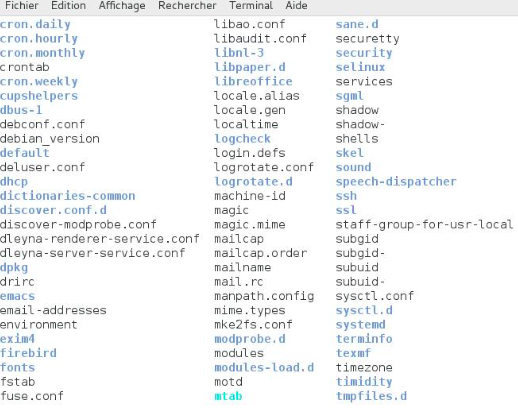 Fichier Édition Affichage Rechercher Terminal Aide
cron.daily libao.conf sane.d
cron.hourly libaudit.conf securetty
cron.monthly libnl-3 security
crontab libpaper.d selinux
cron.weekly libreoffice services
cupshelpers locale.alias sgml
dbus-1 locale.gen shadow
debconf.conf localtime shadow-
debian_version logcheck shells
default login.defs skel
deluser.conf logrotate.conf sound
dhcp logrotate.d speech-dispatcher
dictionaries-common machine-id ssh
discover.conf.d magic ssl
discover-modprobe.conf magic.mime staff-group-for-usr-local
dleyna-renderer-service.conf mailcap subgid
dleyna-server-service.conf mailcap.order subgid-
dpkg mailname subuid
drirc mail.rc subuid-
email-addresses manpath.config sysctl.conf
environment mime.types sysctl.d
exim4 mke2fs.conf systemd
firebird modprobe.d terminfo
fonts modules texmf
fstab modules-load.d timezone
fuse.conf motd timidity
mtab tmpfiles.d